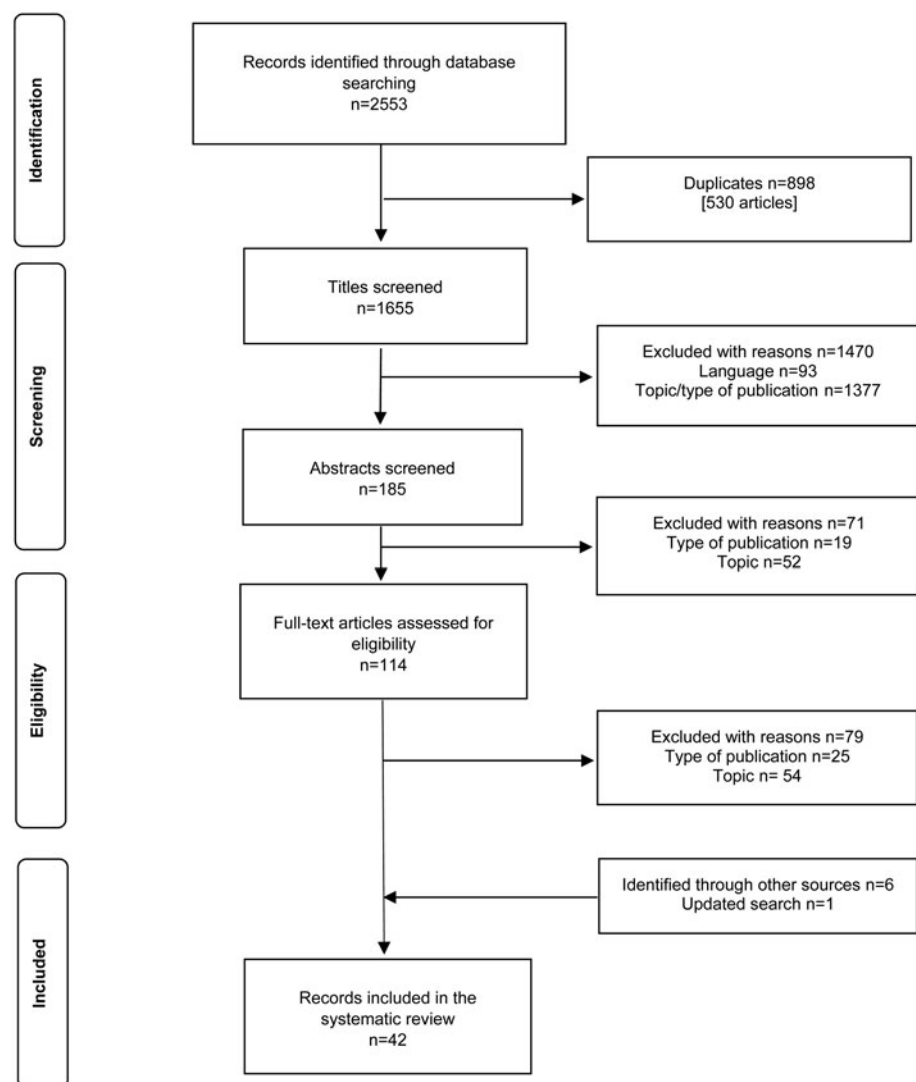 Identification
Records identified through database
searching
n=2553
Duplicates n=898
[530 articles]
Screening
Titles screened
n=1655
Excluded with reasons n=1470
Language n=93
Topic/type of publication n=1377
Abstracts screened
n=185
Excluded with reasons n=71
Type of publication n=19
Topic n=52
Eligibility
Full-text articles assessed for
eligibility
n=114
Excluded with reasons n=79
Type of publication n=25
Topic n= 54
Included
Identified through other sources n=6
Updated search n=1
Records included in the
systematic review
n=42